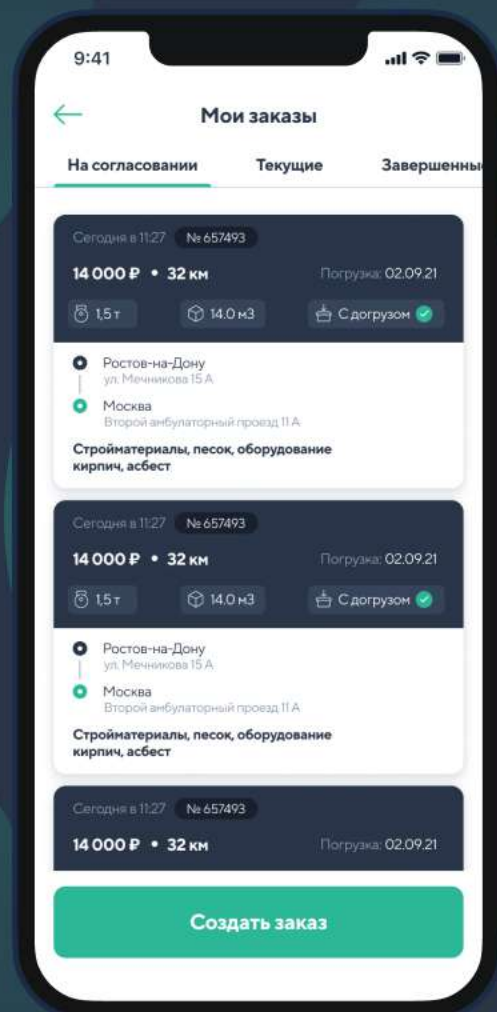 9:41
Мои заказы
На согласовании Текущие Завершенны
Сегодня в 11:27 № 657493
14 000 ₽ • 32 км Погрузка: 02.09.21
1,5 т 14.0 м3 С догрузом
Ростов-на-Дону
ул. Мечникова 15 А
Москва
Второй амбулаторный проезд 11 А
Стройматериалы, песок, оборудование
кирпич, асбест
Сегодня в 11:27 № 657493
14 000 ₽ • 32 км Погрузка: 02.09.21
1,5 т 14.0 м3 С догрузом
Ростов-на-Дону
ул. Мечникова 15 А
Москва
Второй амбулаторный проезд 11 А
Стройматериалы, песок, оборудование
кирпич, асбест
Сегодня в 11:27 № 657493
14 000 ₽ • 32 км Погрузка: 02.09.21
Создать заказ